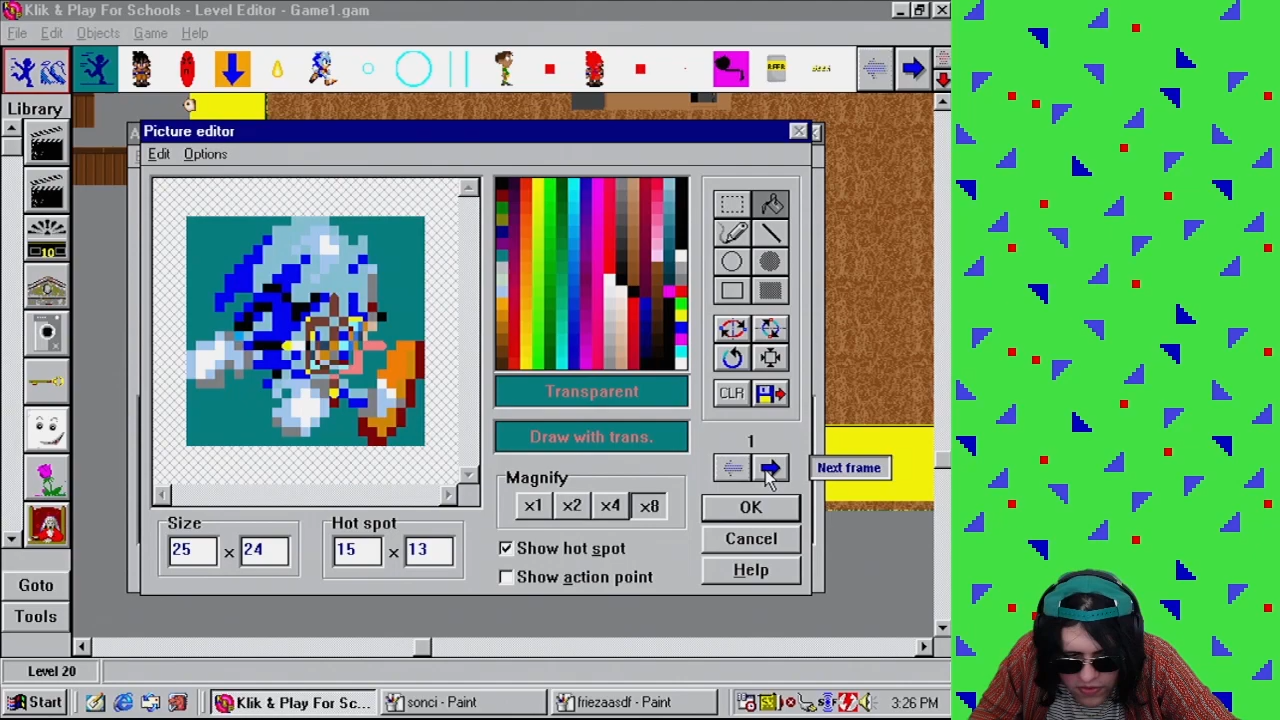 Klik & Play For Schools - Level Editor - Game1.gam
File Edit Objects Game Help
Library
10
Goto
Tools
Picture editor
Edit Options
Transparent
Draw with trans.
CLR
1
Next frame
Magnify
x1 x2 x4 x8
OK
Cancel
Help
Size
25 × 24
Hot spot
15 × 13
Show hot spot
Show action point
Level 20
Start
Klik & Play For Sc...
sonci - Paint
friezaasdf - Paint
3:26 PM